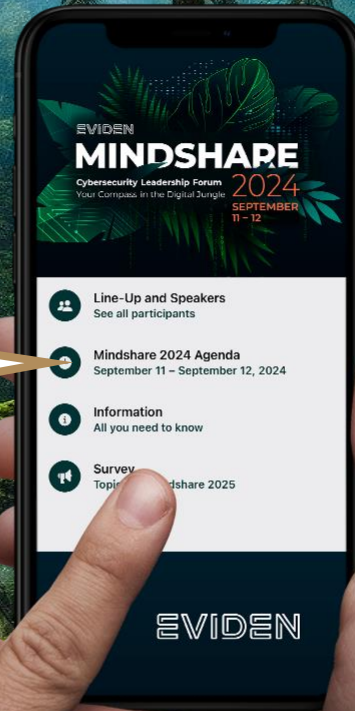 EVIDEN
MINDSHARE
Cybersecurity Leadership Forum
Your Compass in the Digital Jungle
2024
SEPTEMBER
11 – 12
Line-Up and Speakers
See all participants
Mindshare 2024 Agenda
September 11 – September 12, 2024
Information
All you need to know
Survey
2025
EVIDEN